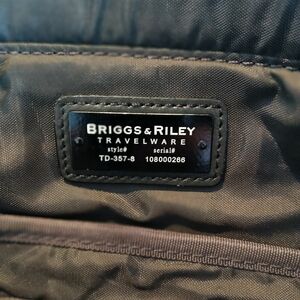 BRIGGS & RILEY
TRAVELWARE
style# serial#
TD-357-8 108000266